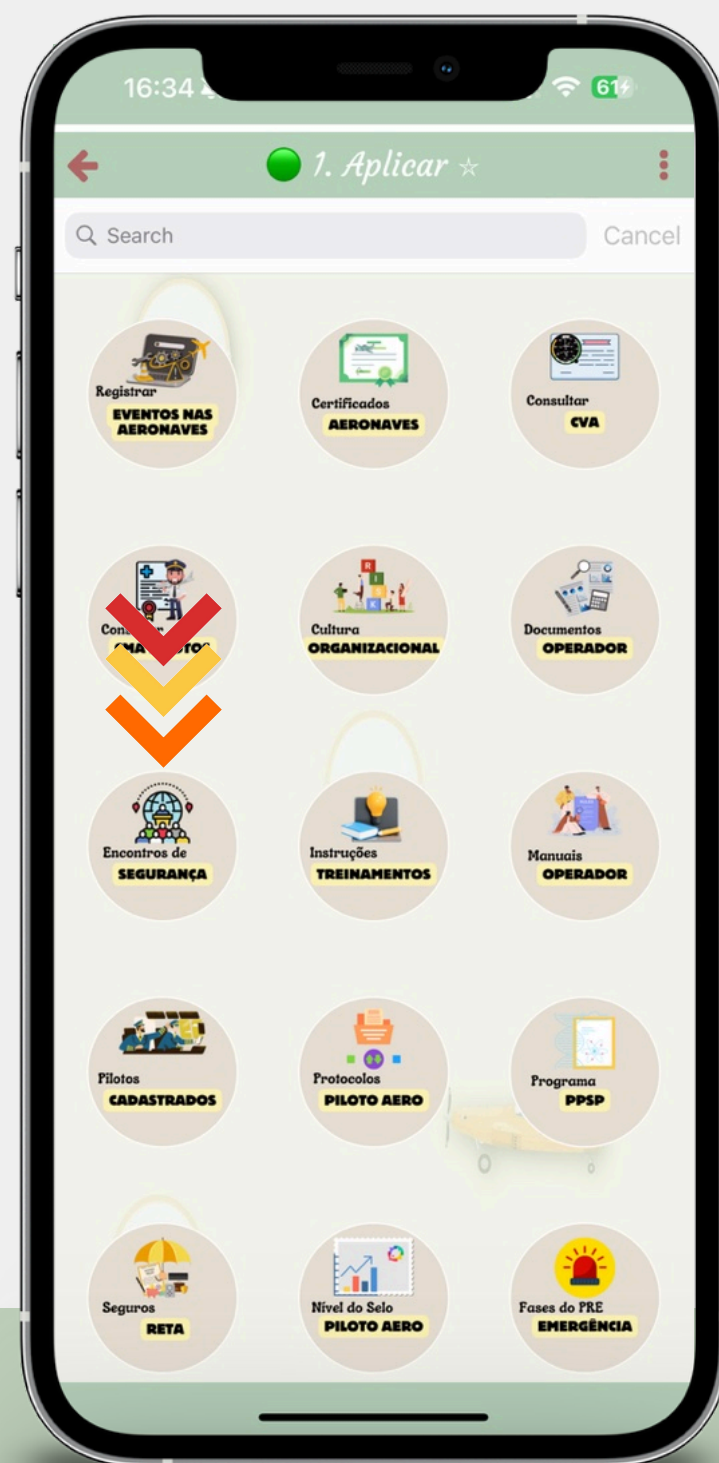 16:34
61
1. Aplicar ☆
Search
Cancel
Registrar
EVENTOS NAS
AERONAVES
Certificados
AERONAVES
Consultar
CVA
Cultura
ORGANIZACIONAL
Documentos
OPERADOR
Encontros de
SEGURANÇA
Instruções
TREINAMENTOS
Manuais
OPERADOR
Pilotos
CADASTRADOS
Protocolos
PILOTO AERO
Programa
PPSP
Seguros
RETA
Nível do Selo
PILOTO AERO
Fases do PRE
EMERGÊNCIA